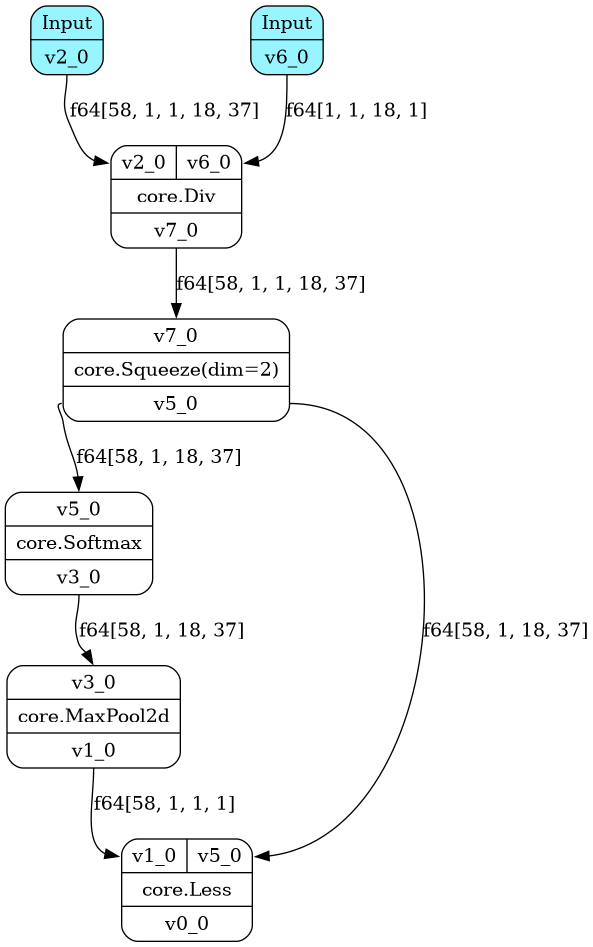 Input
v2_0
Input
v6_0
f64[58, 1, 1, 18, 37]
f64[1, 1, 18, 1]
v2_0
v6_0
core.Div
v7_0
f64[58, 1, 1, 18, 37]
v7_0
core.Squeeze(dim=2)
v5_0
f64[58, 1, 18, 37]
v5_0
core.Softmax
v3_0
f64[58, 1, 18, 37]
f64[58, 1, 18, 37]
v3_0
core.MaxPool2d
v1_0
f64[58, 1, 1, 1]
v1_0
v5_0
core.Less
v0_0